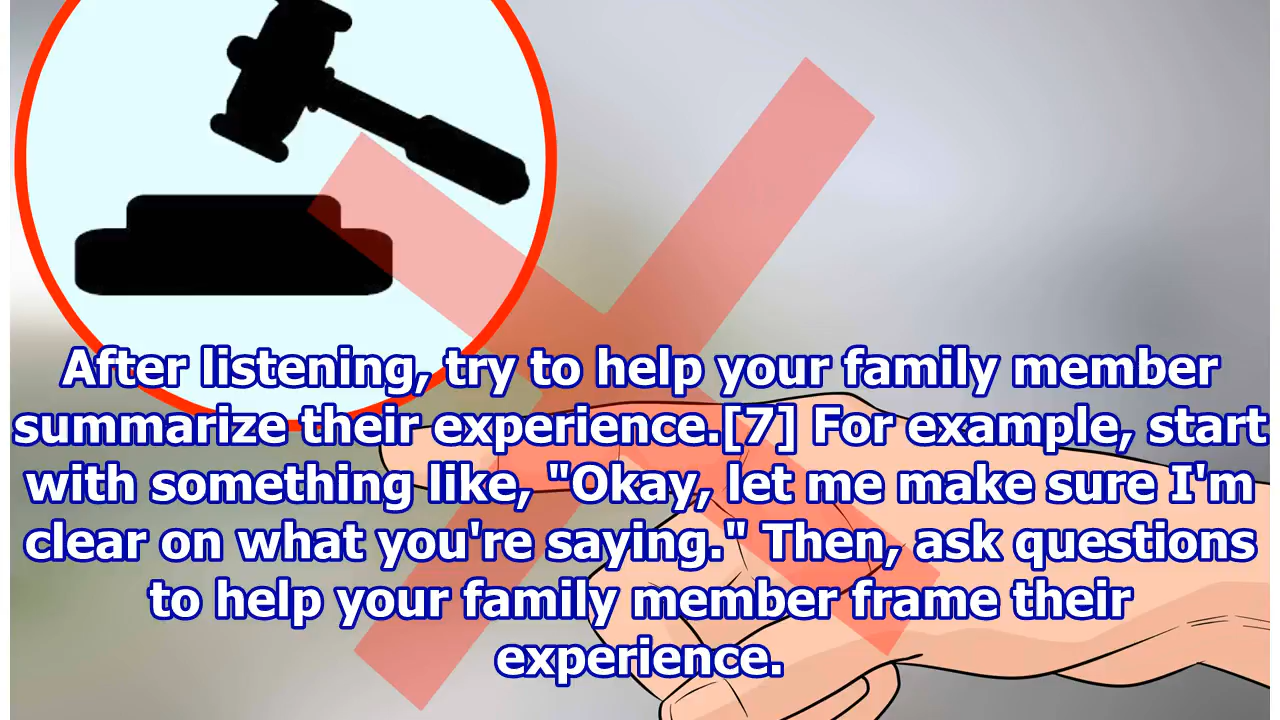 After listening, try to help your family member
summarize their experience.[7] For example, start
with something like, "Okay, let me make sure I'm
clear on what you're saying." Then, ask questions
to help your family member frame their
experience.